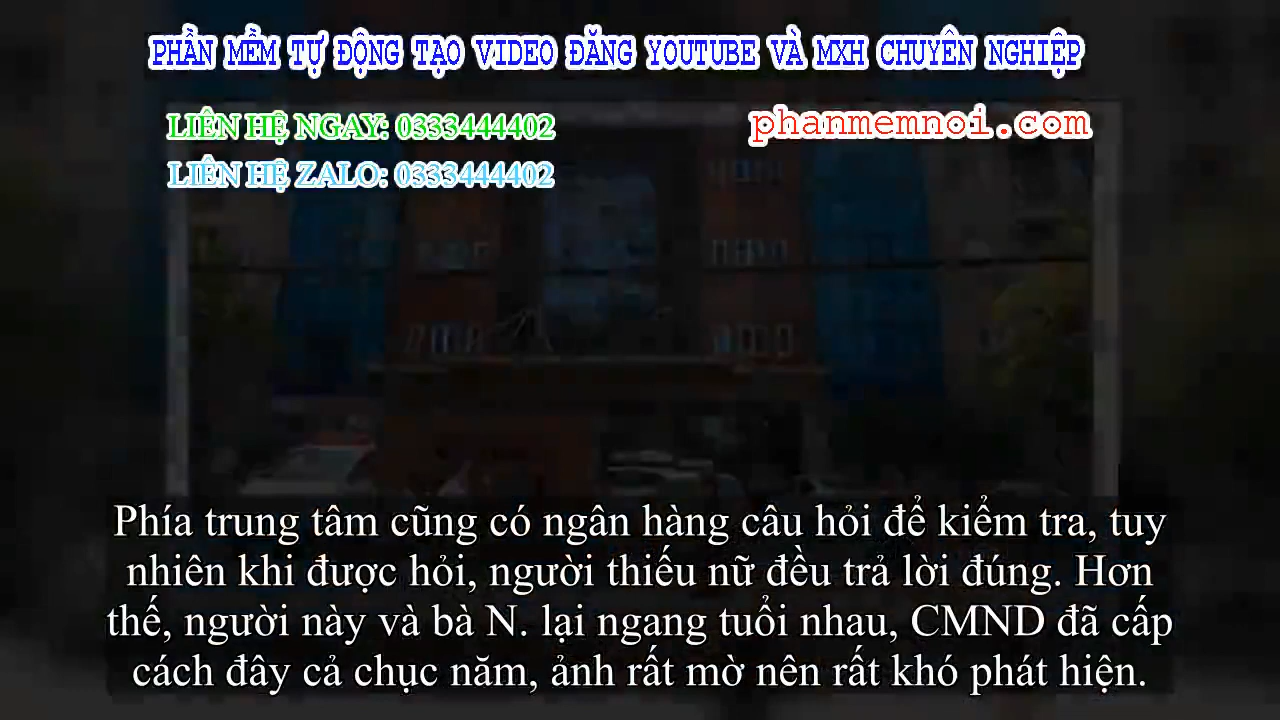 PHẦN MỀM TỰ ĐỘNG TẠO VIDEO ĐĂNG YOUTUBE VÀ MXH CHUYÊN NGHIỆP
LIÊN HỆ NGAY: 0333444402
phanmemnoi.com
LIÊN HỆ ZALO: 0333444402
Phía trung tâm cũng có ngân hàng câu hỏi để kiểm tra, tuy
nhiên khi được hỏi, người thiếu nữ đều trả lời đúng. Hơn
thế, người này và bà N. lại ngang tuổi nhau, CMND đã cấp
cách đây cả chục năm, ảnh rất mờ nên rất khó phát hiện.